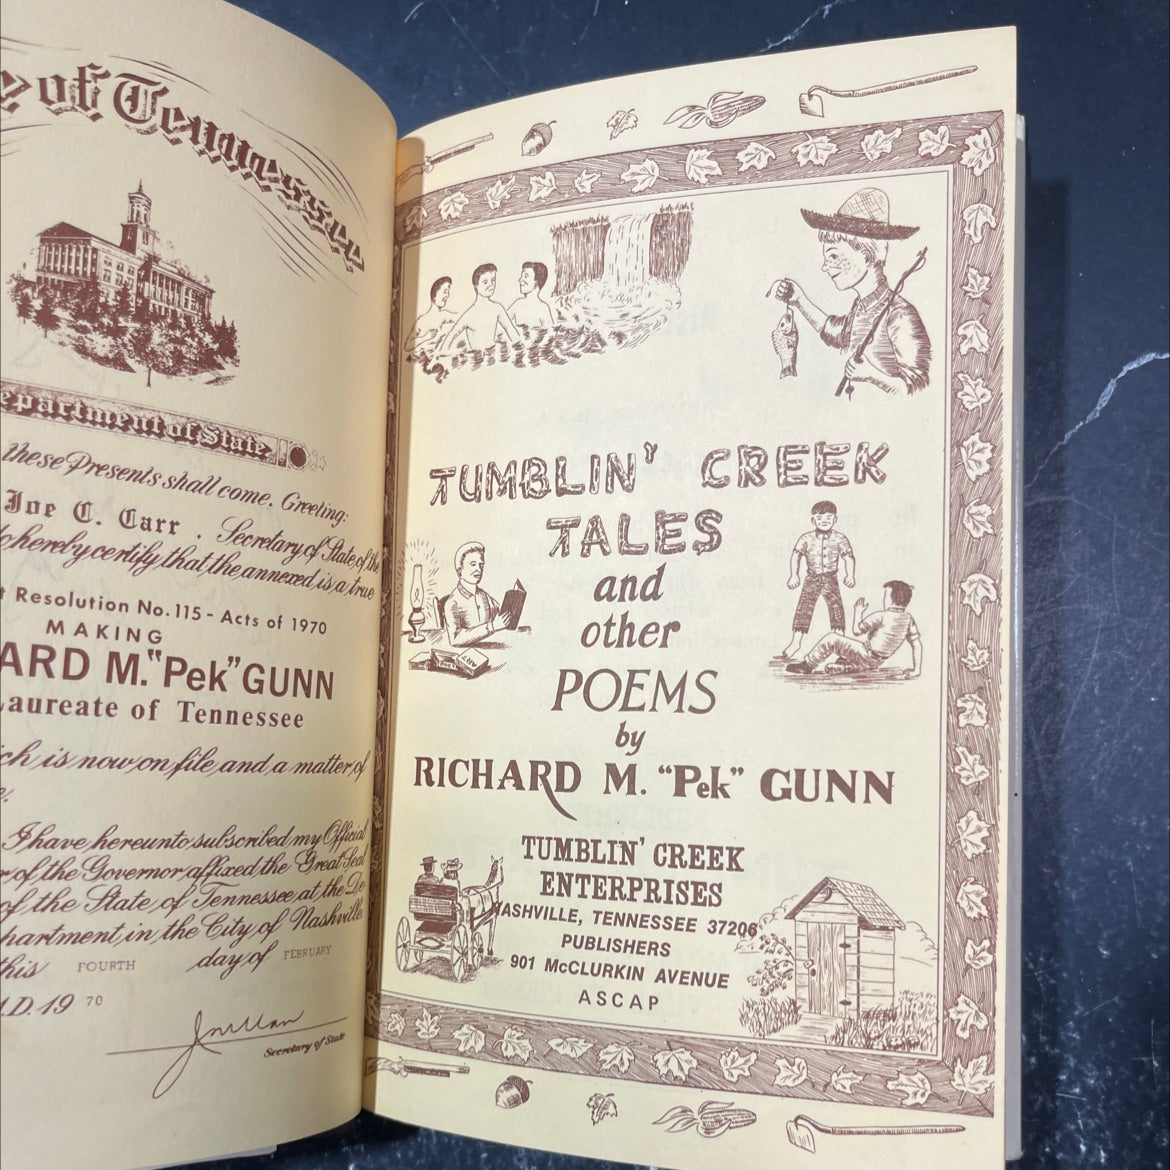 of Tennessee
Department of State
these Presents shall come, Greeting:
Joe C. Carr, Secretary of State of the
do hereby certify that the annexed is a true
Resolution No. 115 - Acts of 1970
MAKING
M. "Pek" GUNN
Laureate of Tennessee
is now on file and a matter of
I have hereunto subscribed my Official
of the Governor affixed the Great Seal
of the State of Tennessee at the De
partment in the City of Nashville
this FOURTH day of FEBRUARY
A.D. 19 70
Secretary of State
TUMBLIN' CREEK
TALES
and
other
POEMS
by
RICHARD M. "Pek" GUNN
TUMBLIN' CREEK
ENTERPRISES
NASHVILLE, TENNESSEE 37206
PUBLISHERS
901 McCLURKIN AVENUE
ASCAP